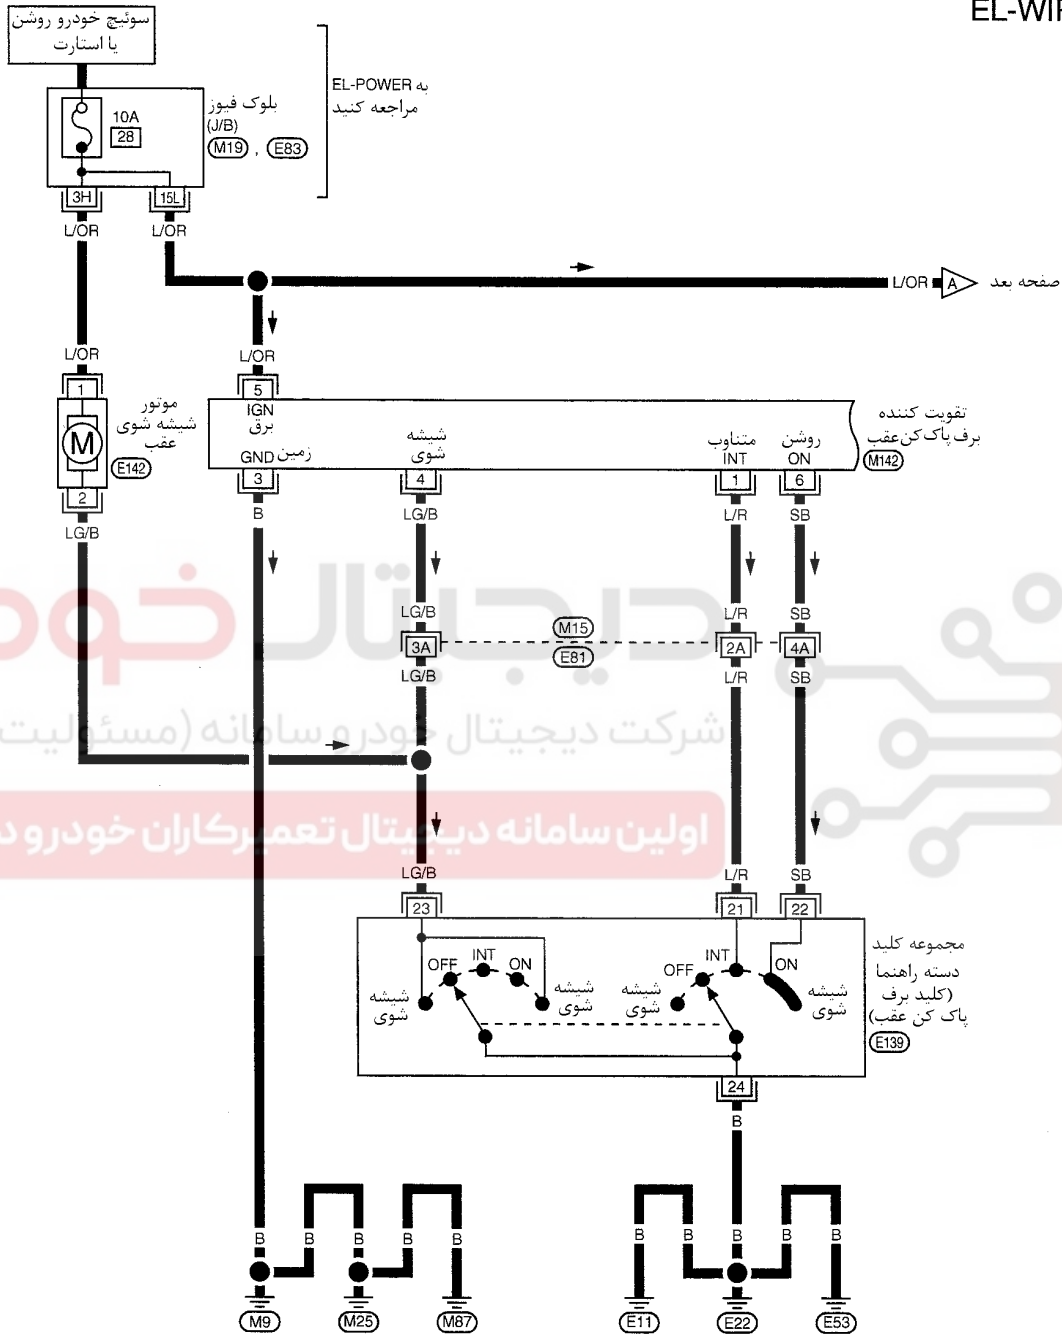 EL-WIP
سوئیچ خودرو روشن
یا استارت
10A
28
بلوک فیوز
(J/B)
M19 , E83
به EL-POWER
مراجعه کنید
3H
15L
L/OR
L/OR
L/OR
A
صفحه بعد
L/OR
L/OR
1
5
موتور
شیشه شوی
عقب
M
E142
IGN
برق
GND زمین
شیشه
شوی
متناوب
INT
روشن
ON
تقویت کننده
برف پاک کن عقب
M142
2
3
4
1
6
LG/B
B
LG/B
L/R
SB
LG/B
L/R
SB
3A
M15
E81
2A
4A
LG/B
L/R
SB
دیجیتال خودرو
شرکت دیجیتال خودرو سامانه (مسئولیت
اولین سامانه دیجیتال تعمیرکاران خودرو د
LG/B
L/R
SB
23
21
22
شیشه
شوی
OFF
INT
ON
شیشه
شوی
شیشه
شوی
OFF
INT
ON
شیشه
شوی
مجموعه کلید
دسته راهنما
(کلید برف
پاک کن عقب)
E139
24
B
B
B
B
B
B
B
B
B
B
B
M9
M25
M87
E11
E22
E53